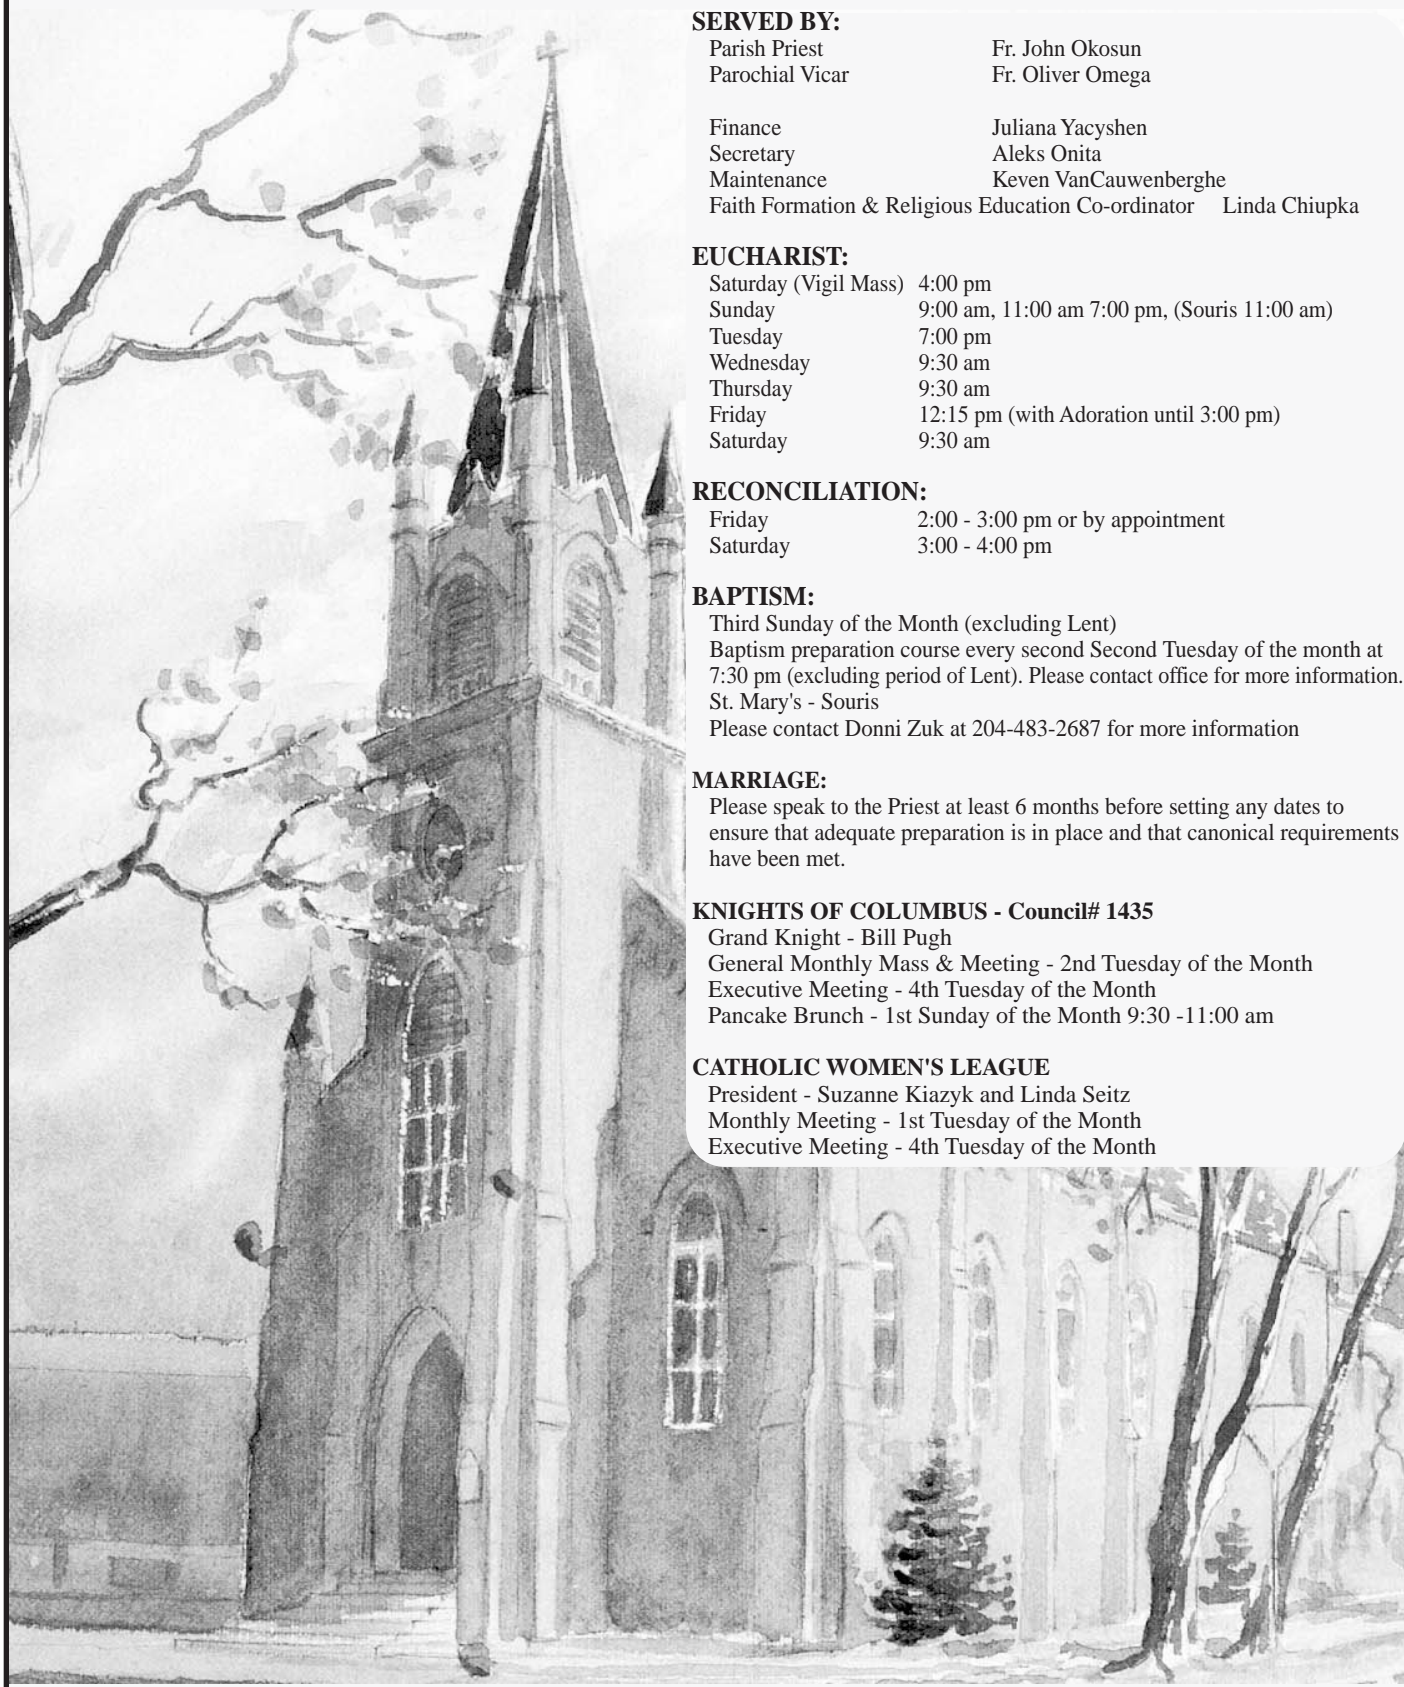 SERVED BY:
Parish Priest Fr. John Okosun
Parochial Vicar Fr. Oliver Omega
Finance Juliana Yacyshen
Secretary Aleks Onita
Maintenance Keven VanCauwenberghe
Faith Formation & Religious Education Co-ordinator Linda Chiupka
EUCHARIST:
Saturday (Vigil Mass) 4:00 pm
Sunday 9:00 am, 11:00 am 7:00 pm, (Souris 11:00 am)
Tuesday 7:00 pm
Wednesday 9:30 am
Thursday 9:30 am
Friday 12:15 pm (with Adoration until 3:00 pm)
Saturday 9:30 am
RECONCILIATION:
Friday 2:00 - 3:00 pm or by appointment
Saturday 3:00 - 4:00 pm
BAPTISM:
Third Sunday of the Month (excluding Lent)
Baptism preparation course every second Second Tuesday of the month at
7:30 pm (excluding period of Lent). Please contact office for more information.
St. Mary's - Souris
Please contact Donni Zuk at 204-483-2687 for more information
MARRIAGE:
Please speak to the Priest at least 6 months before setting any dates to
ensure that adequate preparation is in place and that canonical requirements
have been met.
KNIGHTS OF COLUMBUS - Council# 1435
Grand Knight - Bill Pugh
General Monthly Mass & Meeting - 2nd Tuesday of the Month
Executive Meeting - 4th Tuesday of the Month
Pancake Brunch - 1st Sunday of the Month 9:30 -11:00 am
CATHOLIC WOMEN'S LEAGUE
President - Suzanne Kiazyk and Linda Seitz
Monthly Meeting - 1st Tuesday of the Month
Executive Meeting - 4th Tuesday of the Month